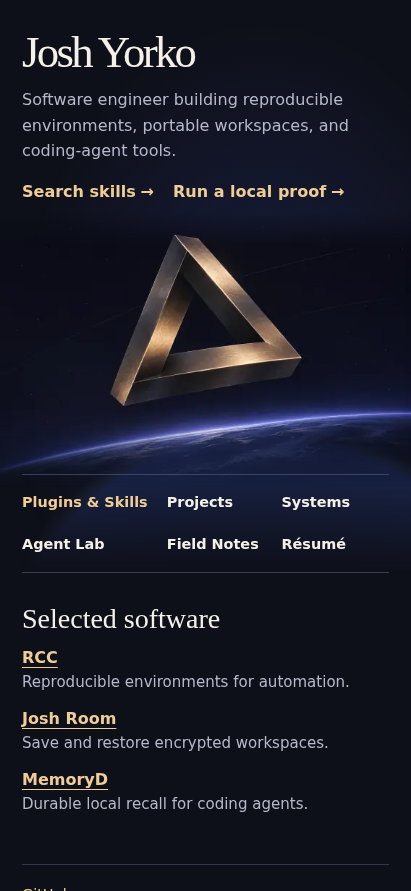 Josh Yorko
Software engineer building reproducible
environments, portable workspaces, and
coding-agent tools.
Search skills → Run a local proof →
Plugins & Skills Projects Systems
Agent Lab Field Notes Résumé
Selected software
RCC
Reproducible environments for automation.
Josh Room
Save and restore encrypted workspaces.
MemoryD
Durable local recall for coding agents.
GitHub